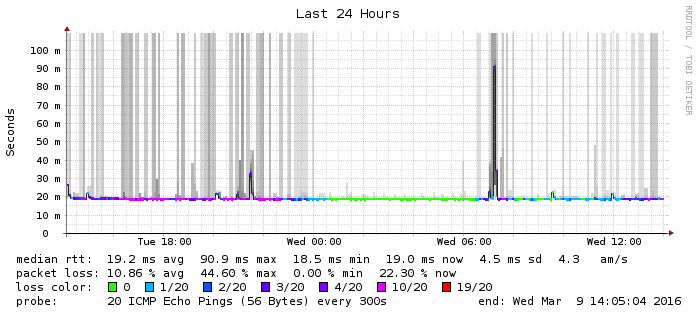 Last 24 Hours
RRDTOOL / TOBI OETIKER
Seconds
100 m
90 m
80 m
70 m
60 m
50 m
40 m
30 m
20 m
10 m
0
Tue 18:00 Wed 00:00 Wed 06:00 Wed 12:00
median rtt: 19.2 ms avg 90.9 ms max 18.5 ms min 19.0 ms now 4.5 ms sd 4.3 am/s
packet loss: 10.86 % avg 44.60 % max 0.00 % min 22.30 % now
loss color: 0 1/20 2/20 3/20 4/20 10/20 19/20
probe: 20 ICMP Echo Pings (56 Bytes) every 300s end: Wed Mar 9 14:05:04 2016